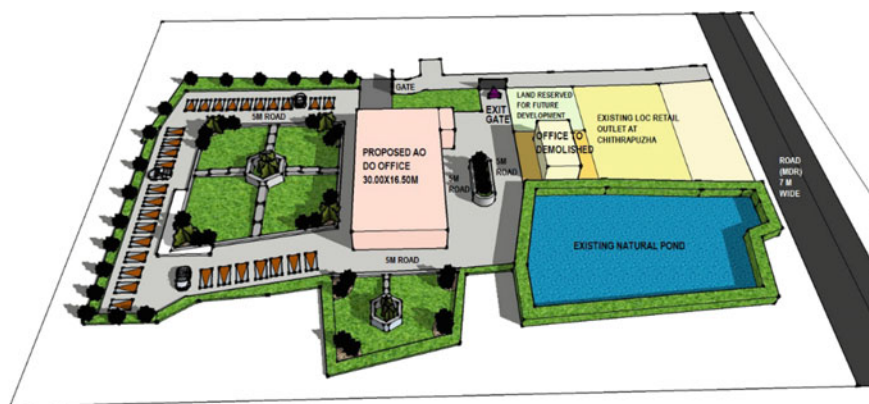 GATE
5M ROAD
EXIT
GATE
LAND RESERVED
FOR FUTURE
DEVELOPMENT
OFFICE TO
DEMOLISHED
EXISTING LOC RETAIL
OUTLET AT
CHITHRAPUZHA
PROPOSED AO
DO OFFICE
30.00X16.50M
5M
ROAD
5M
ROAD
ROAD
(MDR)
7 M
WIDE
EXISTING NATURAL POND
5M ROAD